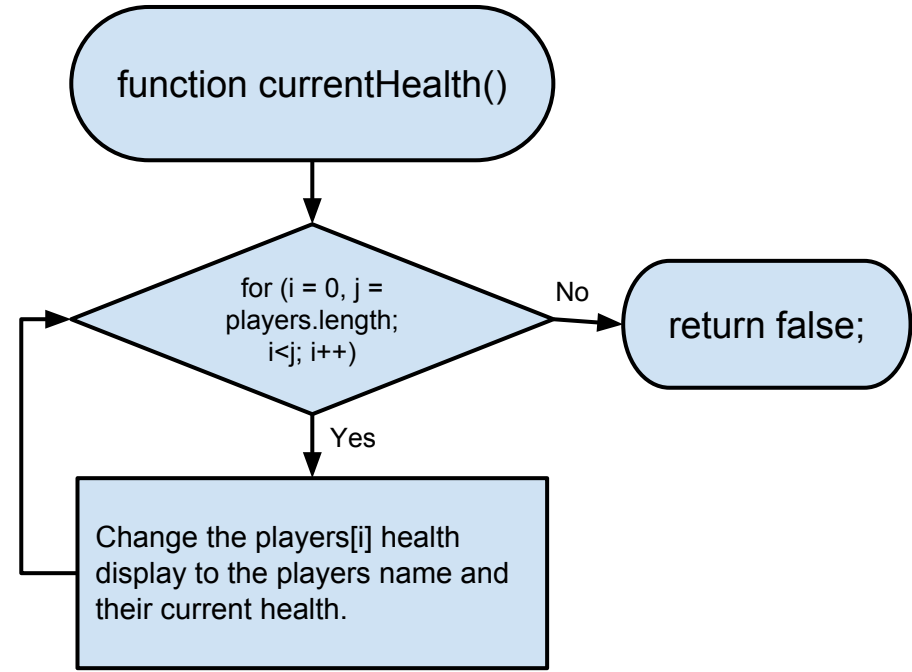 function currentHealth()
for (i = 0, j =
players.length;
i<j; i++)
No
return false;
Yes
Change the players[i] health
display to the players name and
their current health.